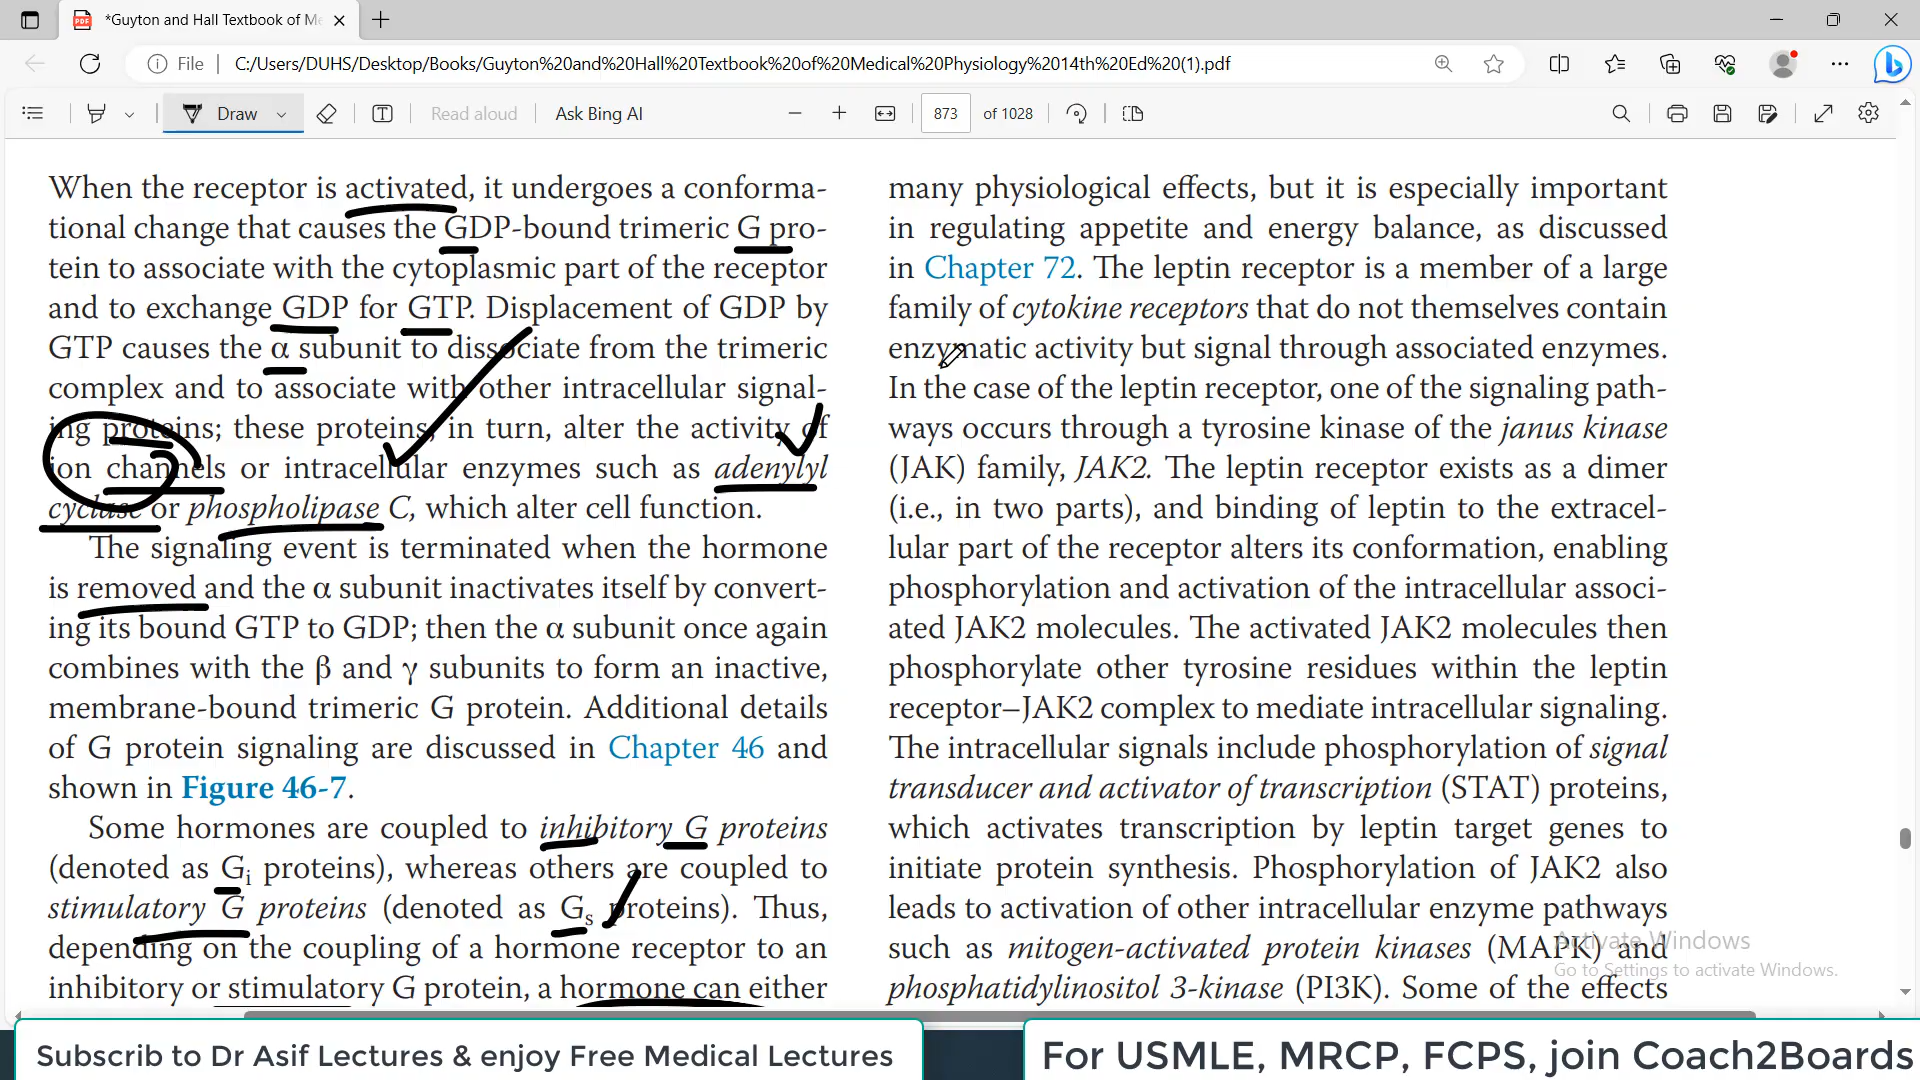 *Guyton and Hall Textbook of Me
File
C:/Users/DUHS/Desktop/Books/Guyton%20and%20Hall%20Textbook%20of%20Medical%20Physiology%2014th%20Ed%20(1).pdf
Draw
Read aloud
Ask Bing AI
873 of 1028
When the receptor is activated, it undergoes a conforma-
tional change that causes the GDP-bound trimeric G pro-
tein to associate with the cytoplasmic part of the receptor
and to exchange GDP for GTP. Displacement of GDP by
GTP causes the α subunit to dissociate from the trimeric
complex and to associate with other intracellular signal-
ing proteins; these proteins, in turn, alter the activity of
ion channels or intracellular enzymes such as adenylyl
cyclase or phospholipase C, which alter cell function.
The signaling event is terminated when the hormone
is removed and the α subunit inactivates itself by convert-
ing its bound GTP to GDP; then the α subunit once again
combines with the β and γ subunits to form an inactive,
membrane-bound trimeric G protein. Additional details
of G protein signaling are discussed in Chapter 46 and
shown in Figure 46-7.
Some hormones are coupled to inhibitory G proteins
(denoted as Gi proteins), whereas others are coupled to
stimulatory G proteins (denoted as Gs proteins). Thus,
depending on the coupling of a hormone receptor to an
inhibitory or stimulatory G protein, a hormone can either
many physiological effects, but it is especially important
in regulating appetite and energy balance, as discussed
in Chapter 72. The leptin receptor is a member of a large
family of cytokine receptors that do not themselves contain
enzymatic activity but signal through associated enzymes.
In the case of the leptin receptor, one of the signaling path-
ways occurs through a tyrosine kinase of the janus kinase
(JAK) family, JAK2. The leptin receptor exists as a dimer
(i.e., in two parts), and binding of leptin to the extracel-
lular part of the receptor alters its conformation, enabling
phosphorylation and activation of the intracellular associ-
ated JAK2 molecules. The activated JAK2 molecules then
phosphorylate other tyrosine residues within the leptin
receptor–JAK2 complex to mediate intracellular signaling.
The intracellular signals include phosphorylation of signal
transducer and activator of transcription (STAT) proteins,
which activates transcription by leptin target genes to
initiate protein synthesis. Phosphorylation of JAK2 also
leads to activation of other intracellular enzyme pathways
such as mitogen-activated protein kinases (MAPK) and
phosphatidylinositol 3-kinase (PI3K). Some of the effects
Activate Windows
Go to Settings to activate Windows.
Subscrib to Dr Asif Lectures & enjoy Free Medical Lectures
For USMLE, MRCP, FCPS, join Coach2Boards